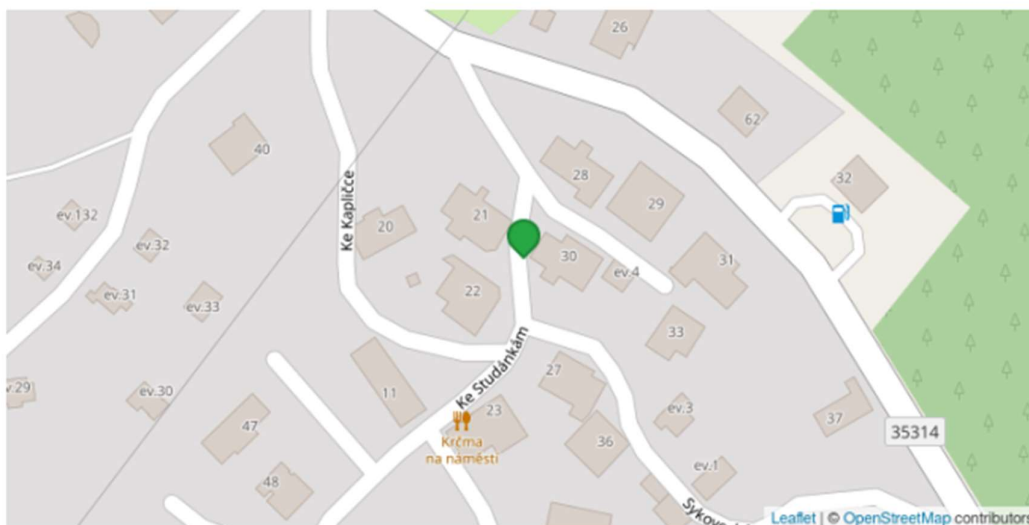 26
62
40
28
32
29
Ke Kapličce
ev.132
20
21
ev.32
30
31
ev.34
ev.4
22
ev.31
ev.33
33
Ke Studánkám
27
11
v.29
ev.30
23
ev.3
37
47
Krčma
na náměstí
36
35314
ev.1
48
Leaflet | © OpenStreetMap contributors